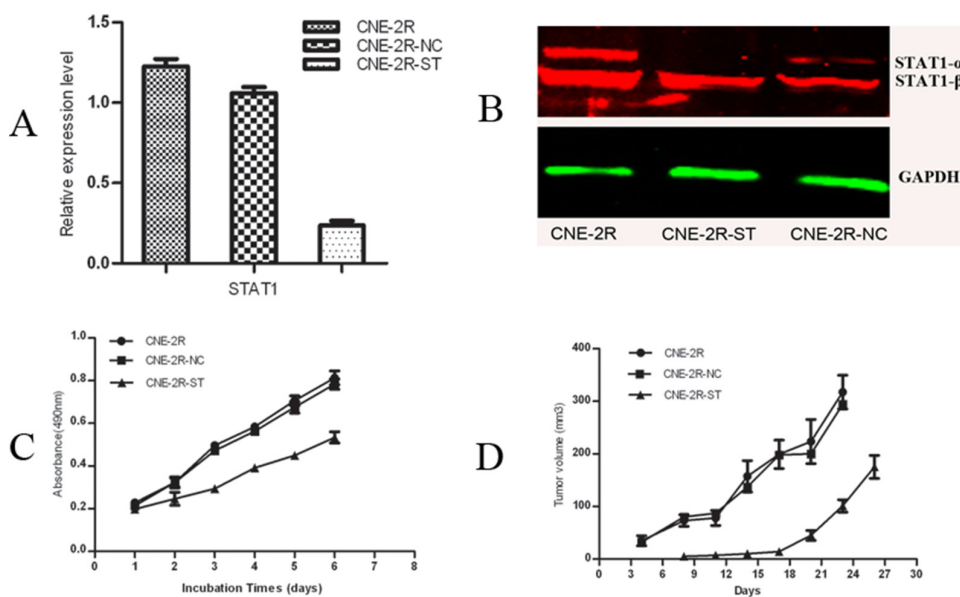 A
1.5
1.0
0.5
0.0
Relative expression level
STAT1
CNE-2R
CNE-2R-NC
CNE-2R-ST
B
STAT1-α
STAT1-β
GAPDH
CNE-2R CNE-2R-ST CNE-2R-NC
C
1.0
0.8
0.6
0.4
0.2
0.0
Absorbance(490nm)
CNE-2R
CNE-2R-NC
CNE-2R-ST
0 1 2 3 4 5 6 7 8
Incubation Times (days)
D
400
300
200
100
0
Tumor volume (mm3)
CNE-2R
CNE-2R-NC
CNE-2R-ST
0 3 6 9 12 15 18 21 24 27 30
Days